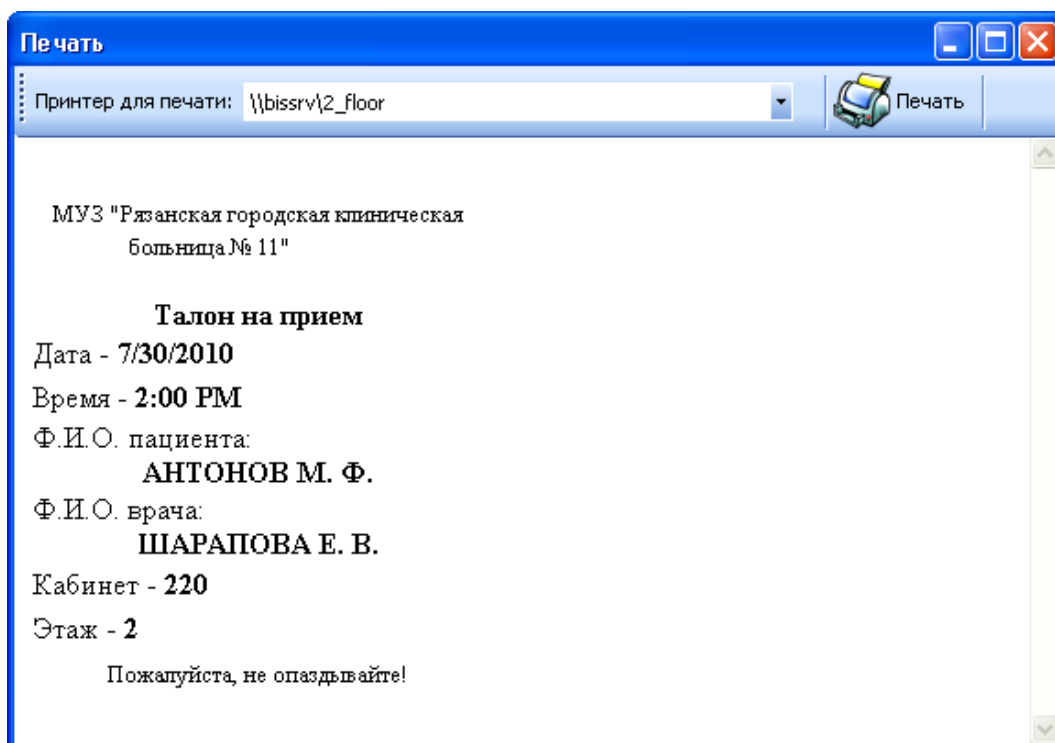 Печать
Принтер для печати: \\bissrv\2_floor Печать
МУЗ "Рязанская городская клиническая
больница № 11"
Талон на прием
Дата - 7/30/2010
Время - 2:00 PM
Ф.И.О. пациента:
АНТОНОВ М. Ф.
Ф.И.О. врача:
ШАРАПОВА Е. В.
Кабинет - 220
Этаж - 2
Пожалуйста, не опаздывайте!